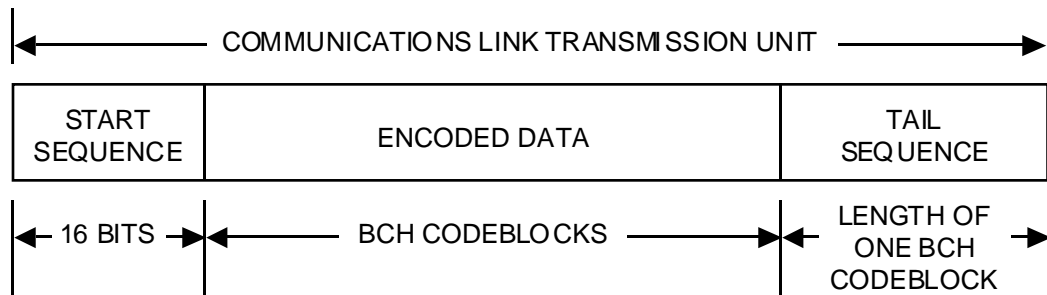 COMMUNICATIONS LINK TRANSMISSION UNIT
START
SEQUENCE
ENCODED DATA
TAIL
SEQUENCE
16 BITS
BCH CODEBLOCKS
LENGTH OF
ONE BCH
CODEBLOCK